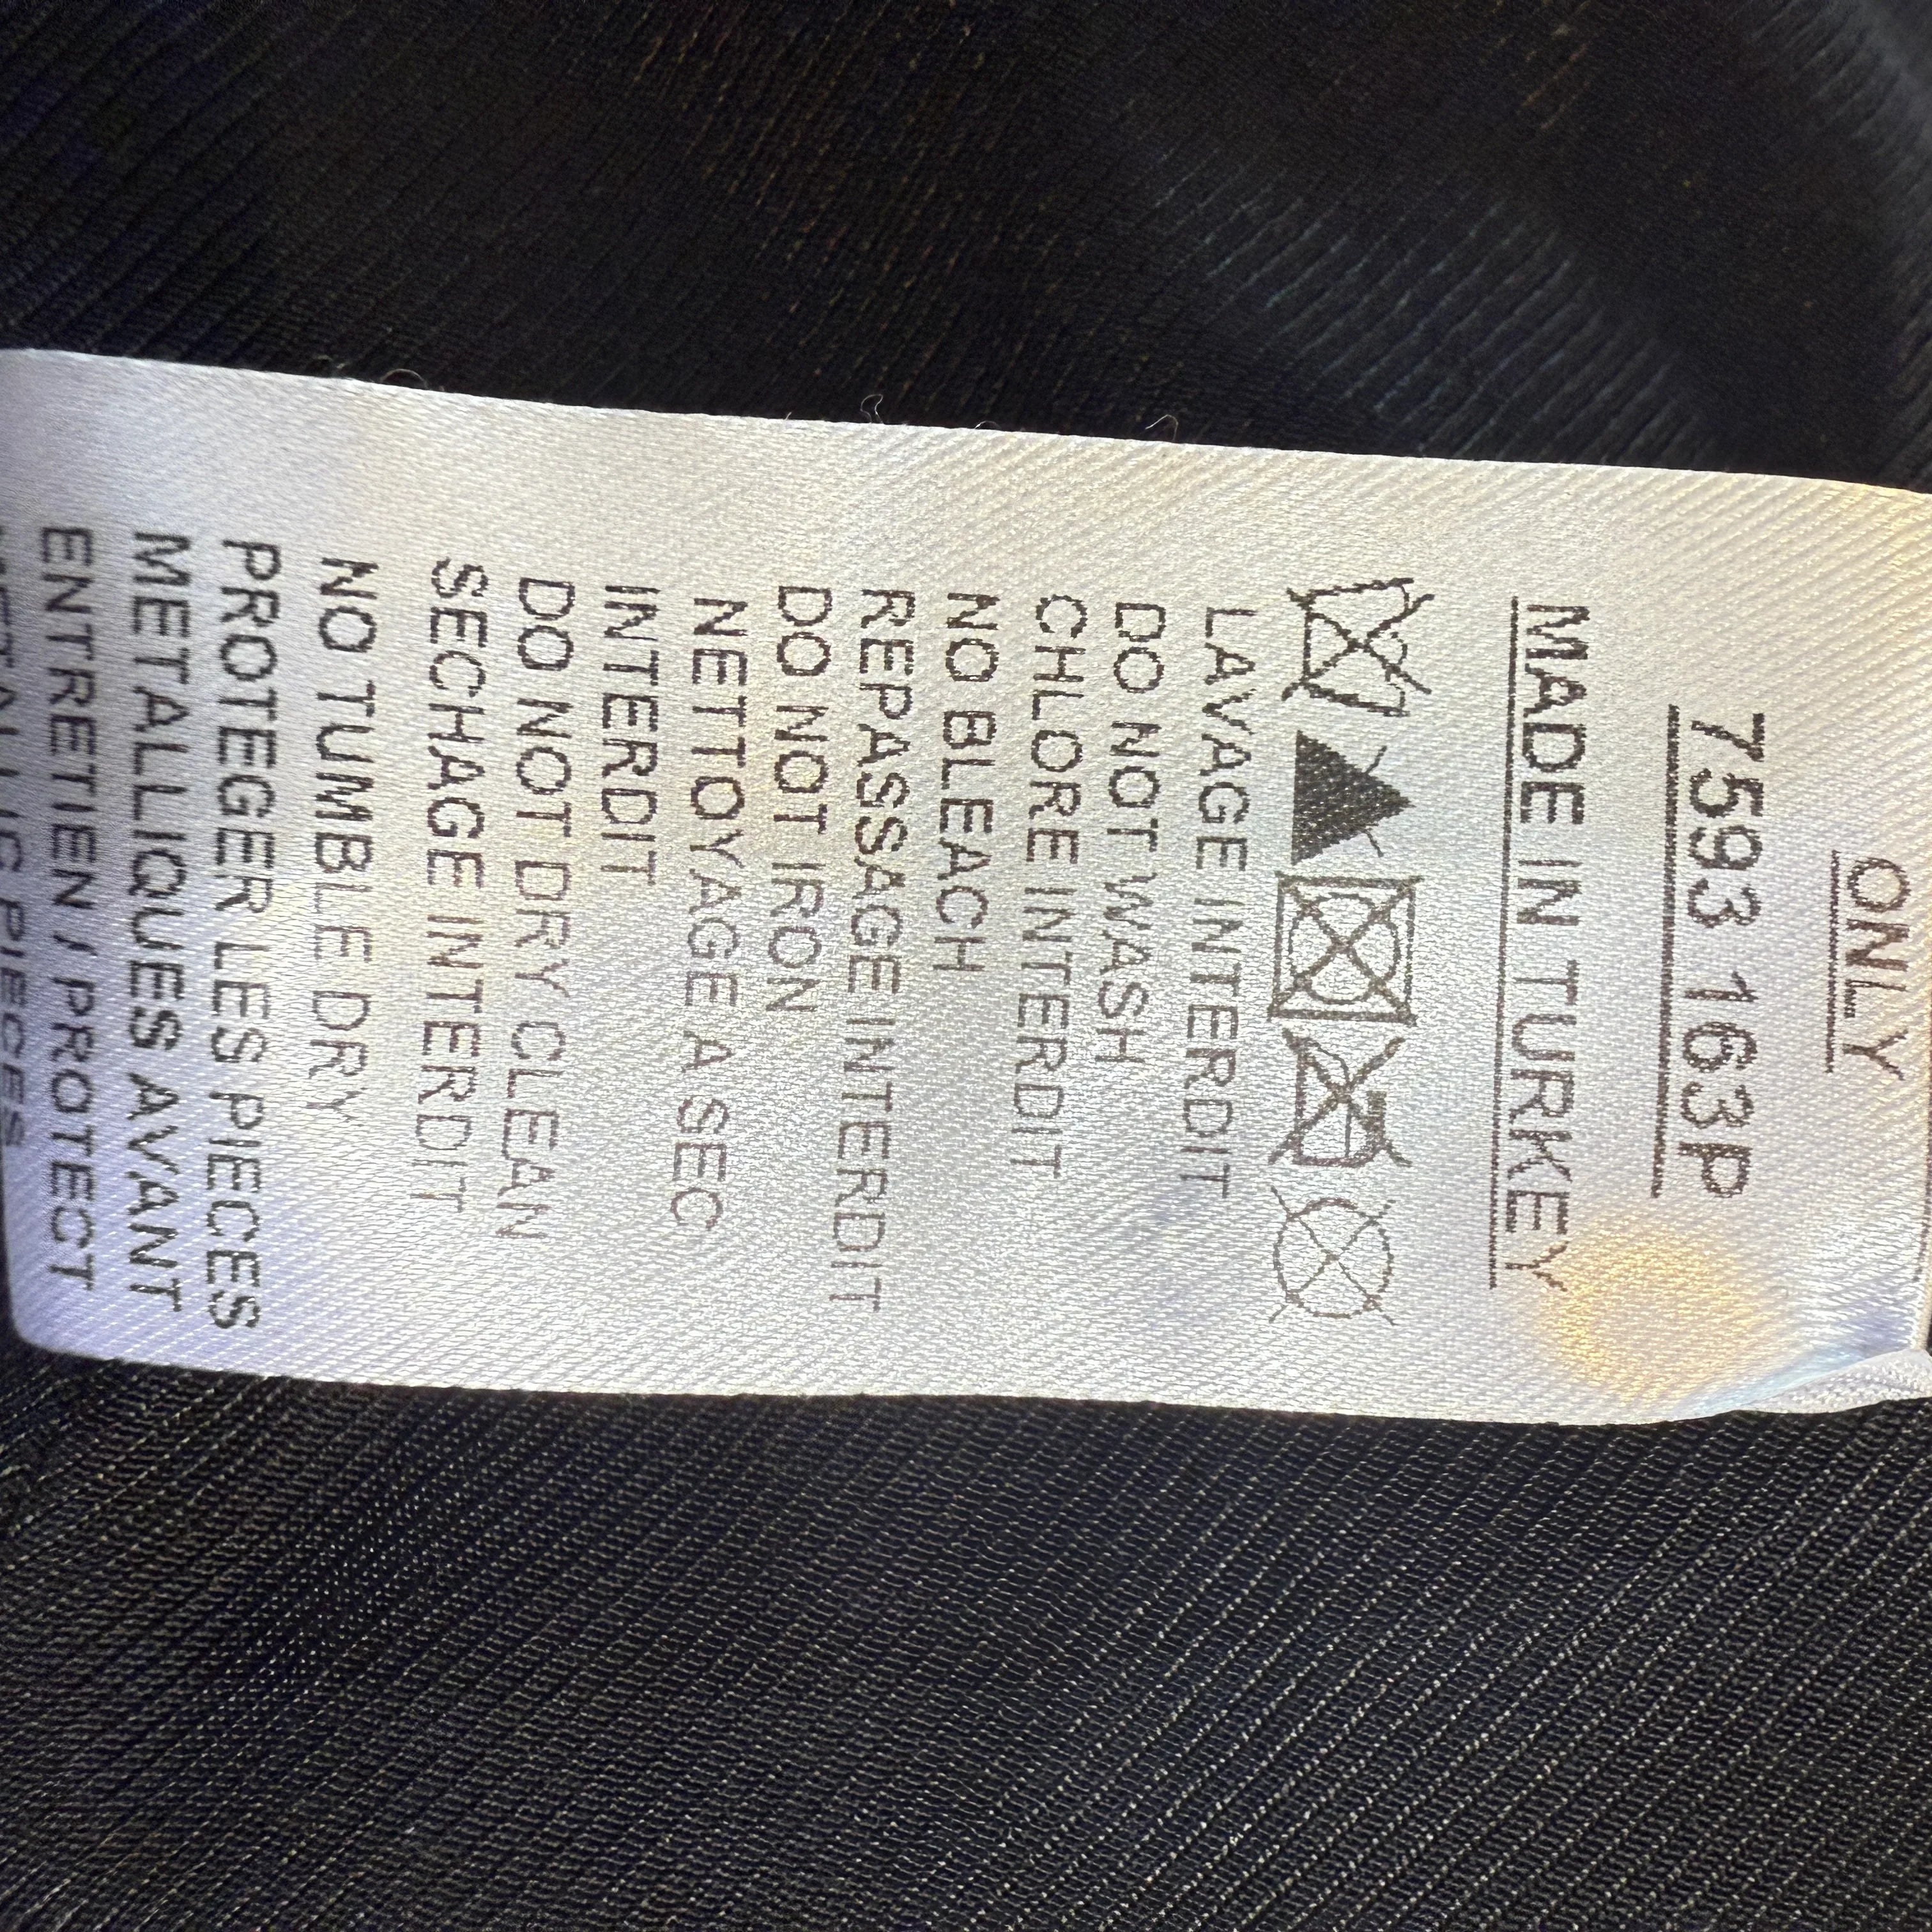 ONLY
7593 163P
MADE IN TURKEY
LAVAGE INTERDIT
DO NOT WASH
CHLORE INTERDIT
NO BLEACH
REPASSAGE INTERDIT
DO NOT IRON
NETTOYAGE A SEC
INTERDIT
DO NOT DRY CLEAN
SECHAGE INTERDIT
NO TUMBLE DRY
PROTEGER LES PIECES
METALLIQUES AVANT
ENTRETIEN / PROTECT
METALLIC PIECES